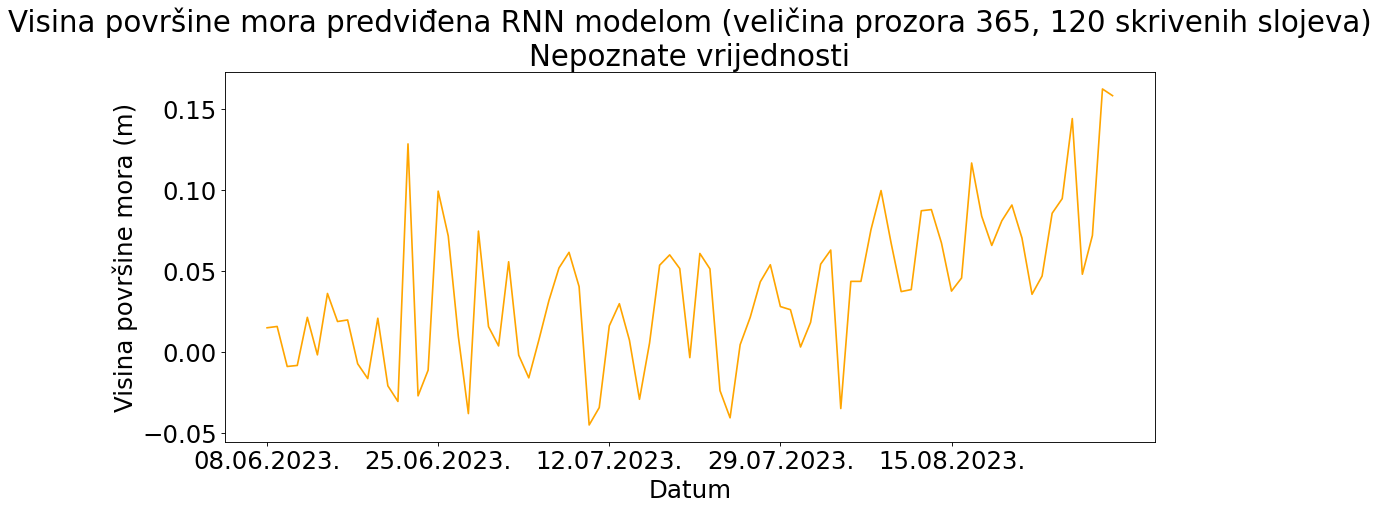 Visina površine mora predviđena RNN modelom (veličina prozora 365, 120 skrivenih slojeva)
Nepoznate vrijednosti
Visina površine mora (m)
0.15
0.10
0.05
0.00
−0.05
08.06.2023. 25.06.2023. 12.07.2023. 29.07.2023. 15.08.2023.
Datum